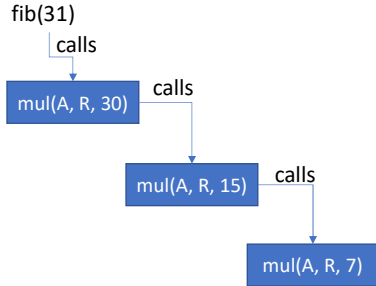 fib(31)
calls
mul(A, R, 30)
calls
mul(A, R, 15)
calls
mul(A, R, 7)